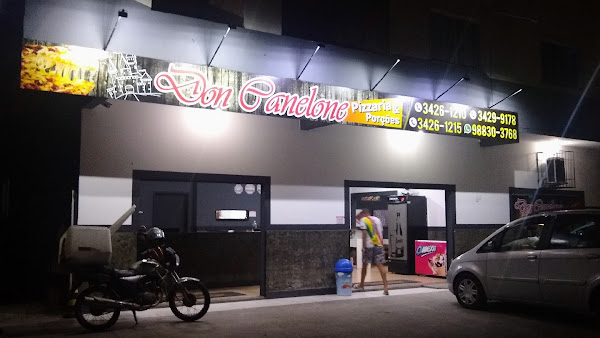 Don Canelone
Pizzaria &
Porções
3426-1210 3429-9178
3426-1215 98830-3768